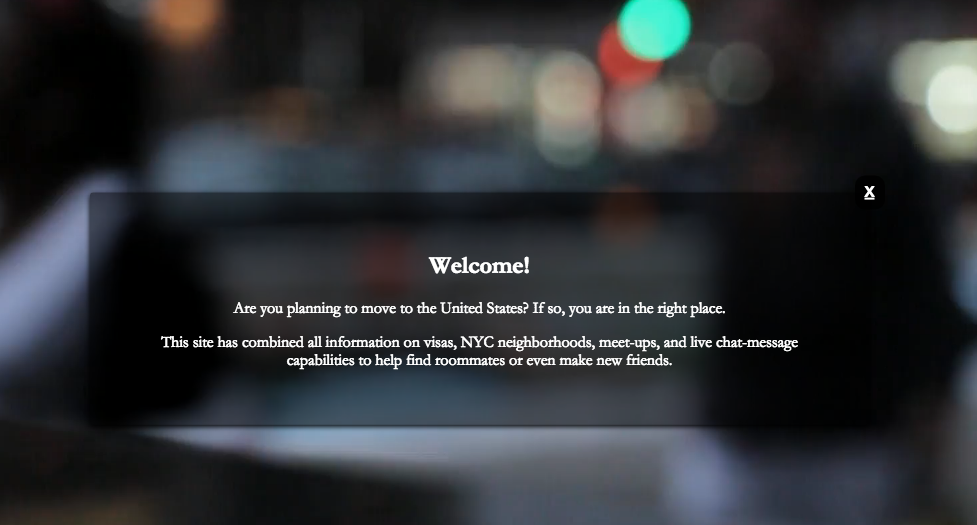 X
Welcome!
Are you planning to move to the United States? If so, you are in the right place.
This site has combined all information on visas, NYC neighborhoods, meet-ups, and live chat-message
capabilities to help find roommates or even make new friends.